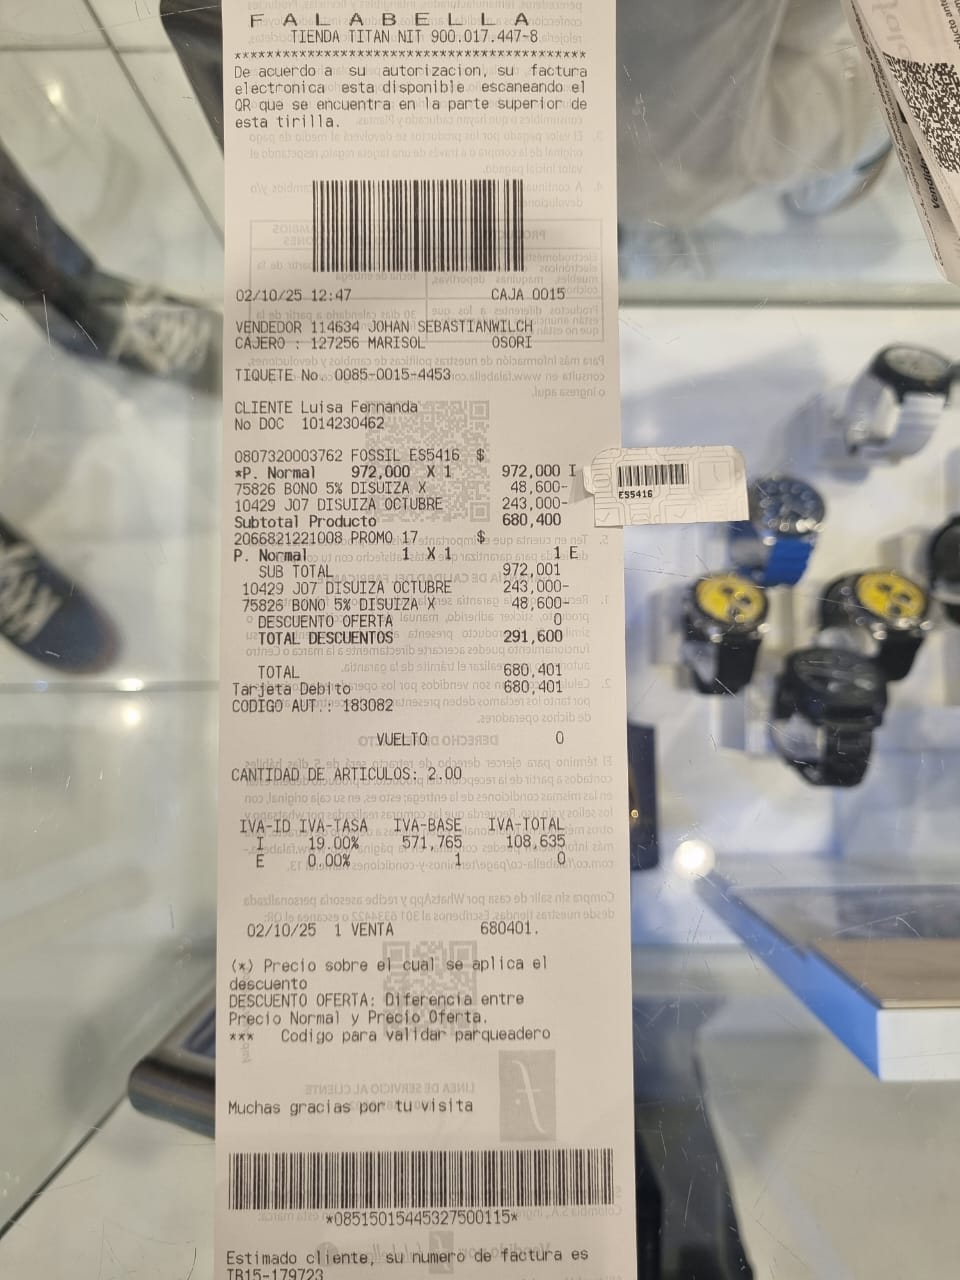 F A L A B E L L A
TIENDA TITAN NIT 900.017.447-8
****************************************
De acuerdo a su autorizacion, su factura
electronica esta disponible escaneando el
QR que se encuentra en la parte superior de
esta tirilla.
02/10/25 12:47 CAJA 0015
VENDEDOR 114634 JOHAN SEBASTIANWILCH
CAJERO : 127256 MARISOL OSORI
TIQUETE No. 0085-0015-4453
CLIENTE Luisa Fernanda
No DOC 1014230462
0807320003762 FOSSIL ES5416 $
*P. Normal 972,000 X 1 972,000 I
75826 BONO 5% DISUIZA X 48,600-
10429 JO7 DISUIZA OCTUBRE 243,000-
Subtotal Producto 680,400
2066821221008 PROMO 17 $
P. Normal 1 X 1 1 E
SUB TOTAL 972,001
10429 JO7 DISUIZA OCTUBRE 243,000-
75826 BONO 5% DISUIZA X 48,600-
DESCUENTO OFERTA 0
TOTAL DESCUENTOS 291,600
TOTAL 680,401
Tarjeta Debito 680,401
CODIGO AUT.: 183082
VUELTO 0
CANTIDAD DE ARTICULOS: 2.00
IVA-ID IVA-TASA IVA-BASE IVA-TOTAL
I 19.00% 571,765 108,635
E 0.00% 1 0
02/10/25 1 VENTA 680401.
(*) Precio sobre el cual se aplica el
descuento
DESCUENTO OFERTA: Diferencia entre
Precio Normal y Precio Oferta.
*** Codigo para validar parqueadero
Muchas gracias por tu visita
*08515015445327500115*
Estimado cliente, su numero de factura es
TB15-179723
ES5416